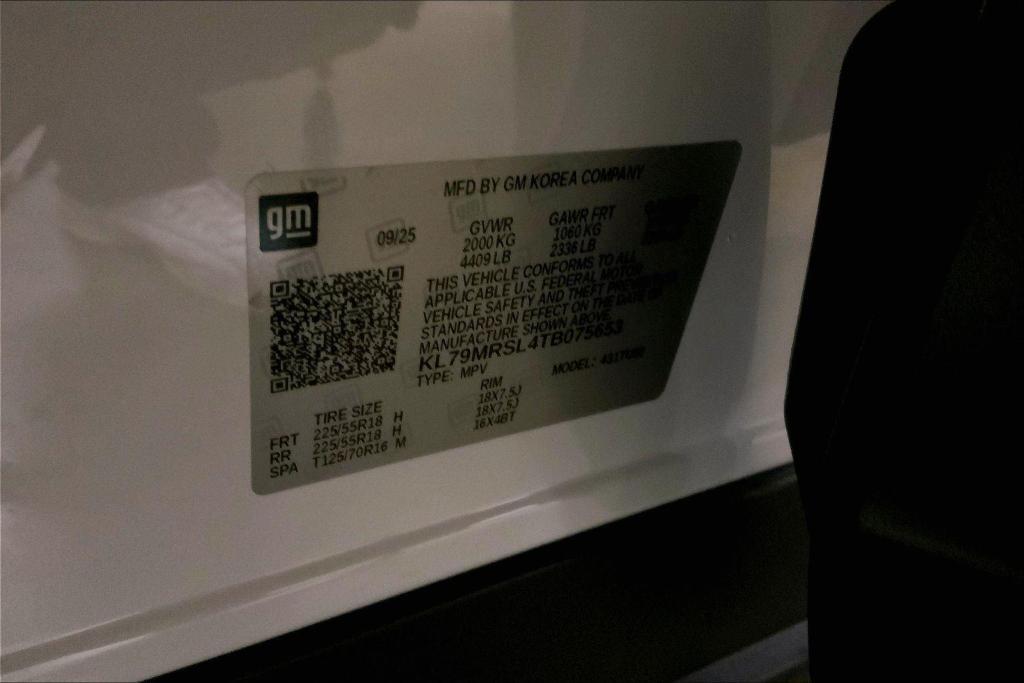 gm
MFD BY GM KOREA COMPANY
09/25
GVWR
2000 KG
4409 LB
GAWR FRT
1060 KG
2336 LB
THIS VEHICLE CONFORMS TO ALL
APPLICABLE U.S. FEDERAL MOTOR
VEHICLE SAFETY AND THEFT PREVENTION
STANDARDS IN EFFECT ON THE DATE OF
MANUFACTURE SHOWN ABOVE.
KL79MRSL4TB075653
TYPE: MPV
MODEL:
TIRE SIZE
RIM
FRT 225/55R18 H 18X7.5J
RR 225/55R18 H 18X7.5J
SPA T125/70R16 M 16X4BT